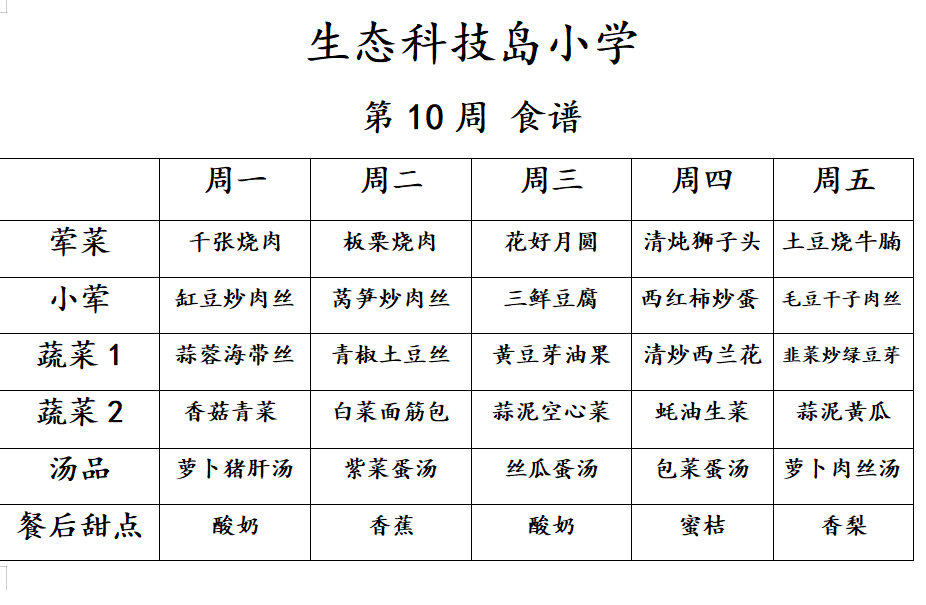 生态科技岛小学
第10周 食谱
周一 周二 周三 周四 周五
荤菜 千张烧肉 板栗烧肉 花好月圆 清炖狮子头 土豆烧牛腩
小荤 缸豆炒肉丝 莴笋炒肉丝 三鲜豆腐 西红柿炒蛋 毛豆干子肉丝
蔬菜1 蒜蓉海带丝 青椒土豆丝 黄豆芽油果 清炒西兰花 韭菜炒绿豆芽
蔬菜2 香菇青菜 白菜面筋包 蒜泥空心菜 蚝油生菜 蒜泥黄瓜
汤品 萝卜猪肝汤 紫菜蛋汤 丝瓜蛋汤 包菜蛋汤 萝卜肉丝汤
餐后甜点 酸奶 香蕉 酸奶 蜜桔 香梨